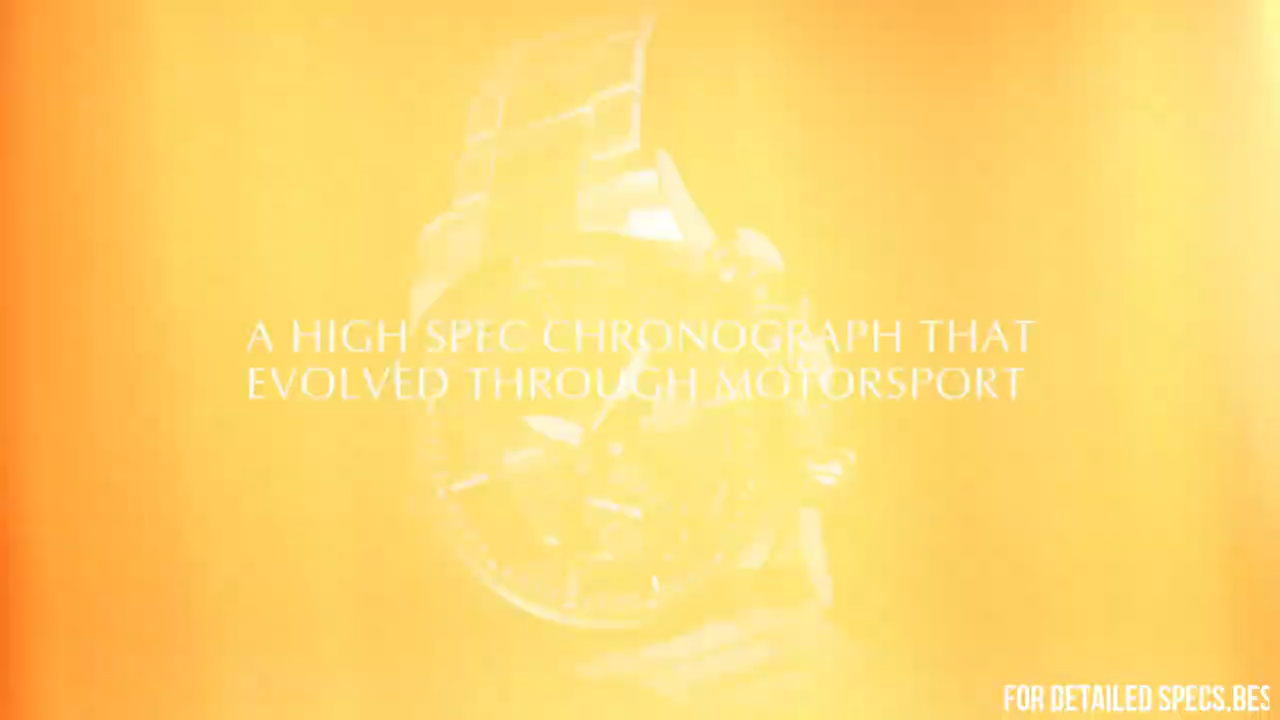 A HIGH SPEC CHRONOGRAPH THAT
EVOLVED THROUGH MOTORSPORT
FOR DETAILED SPECS,BES